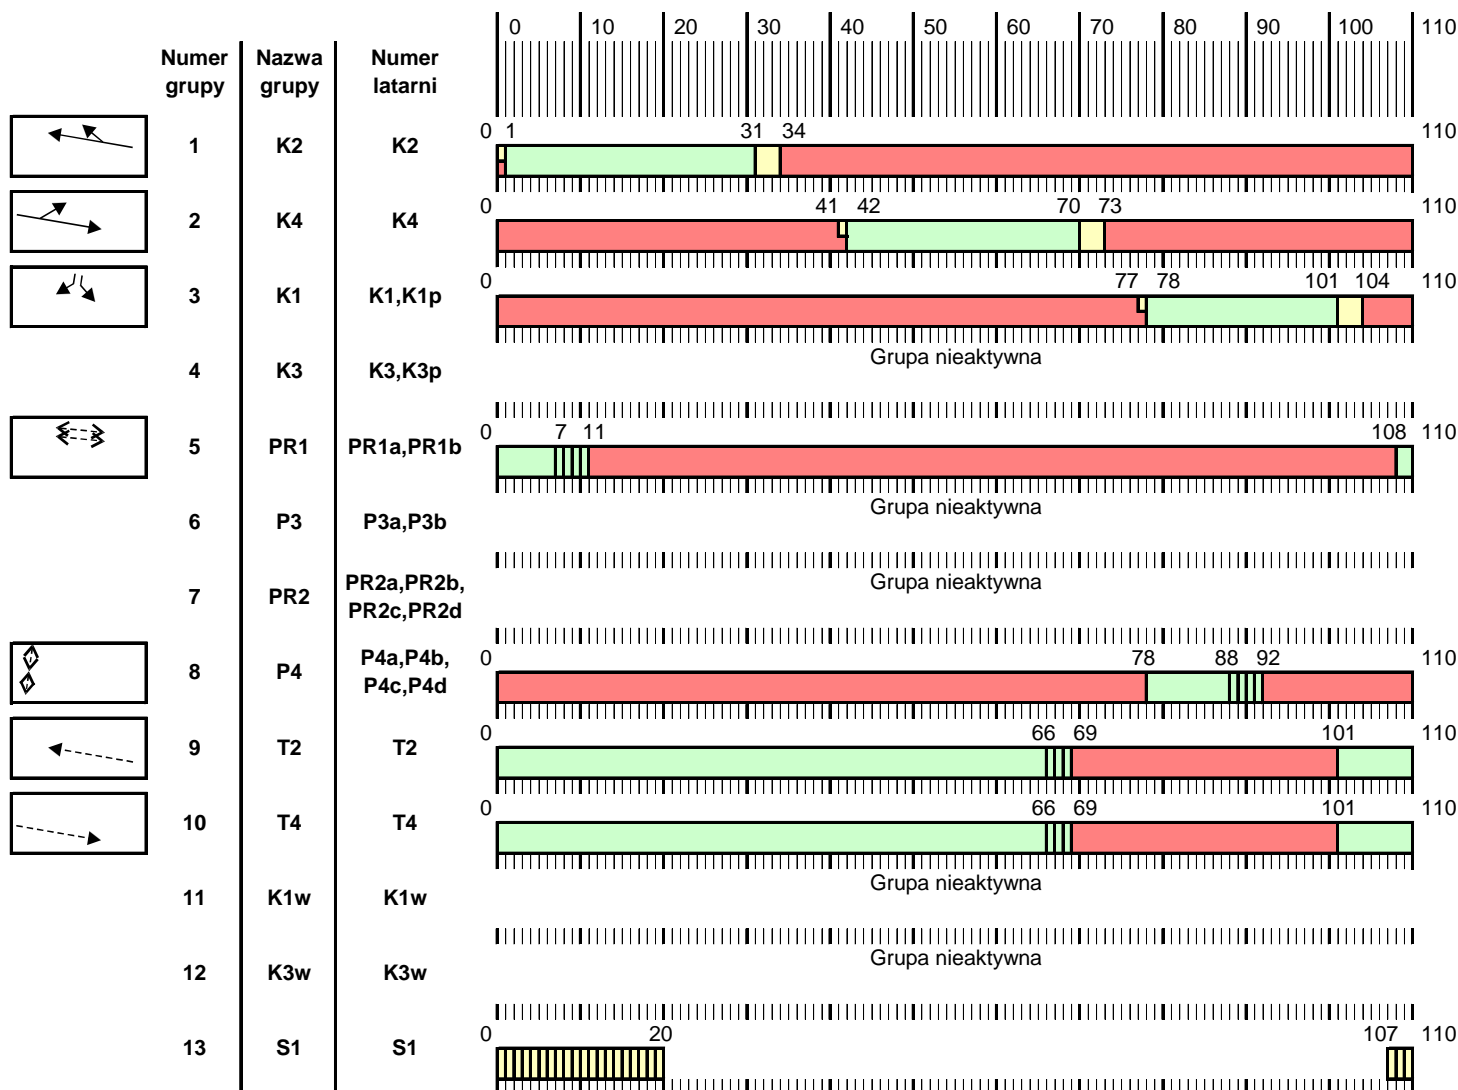 0 10 20 30 40 50 60 70 80 90 100 110
Numer Nazwa Numer
grupy grupy latarni
0 1 31 34 110
1 K2 K2
0 41 42 70 73 110
2 K4 K4
0 77 78 101 104 110
3 K1 K1,K1p
Grupa nieaktywna
4 K3 K3,K3p
0 7 11 108 110
5 PR1 PR1a,PR1b
Grupa nieaktywna
6 P3 P3a,P3b
Grupa nieaktywna
7 PR2 PR2a,PR2b,
PR2c,PR2d
0 78 88 92 110
8 P4 P4a,P4b,
P4c,P4d
0 66 69 101 110
9 T2 T2
0 66 69 101 110
10 T4 T4
Grupa nieaktywna
11 K1w K1w
Grupa nieaktywna
12 K3w K3w
0 20 107 110
13 S1 S1